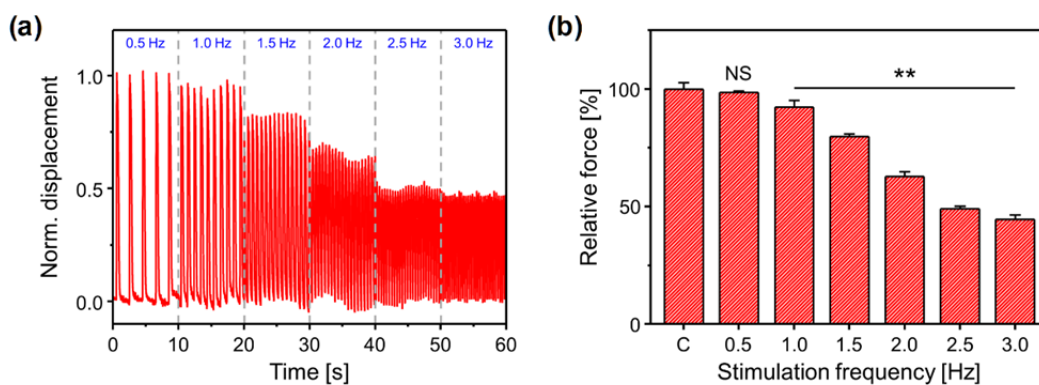 (a)
0.5 Hz 1.0 Hz 1.5 Hz 2.0 Hz 2.5 Hz 3.0 Hz
Norm. displacement
1.0
0.5
0.0
0 10 20 30 40 50 60
Time [s]
(b)
NS
**
Relative force [%]
100
50
0
C 0.5 1.0 1.5 2.0 2.5 3.0
Stimulation frequency [Hz]